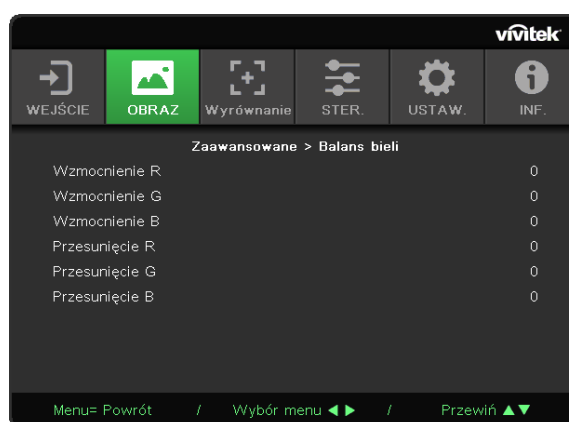 vivitek
WEJŚCIE OBRAZ Wyrównanie STER. USTAW. INF.
Zaawansowane > Balans bieli
Wzmocnienie R 0
Wzmocnienie G 0
Wzmocnienie B 0
Przesunięcie R 0
Przesunięcie G 0
Przesunięcie B 0
Menu= Powrót / Wybór menu ◀ ▶ / Przewiń ▲▼